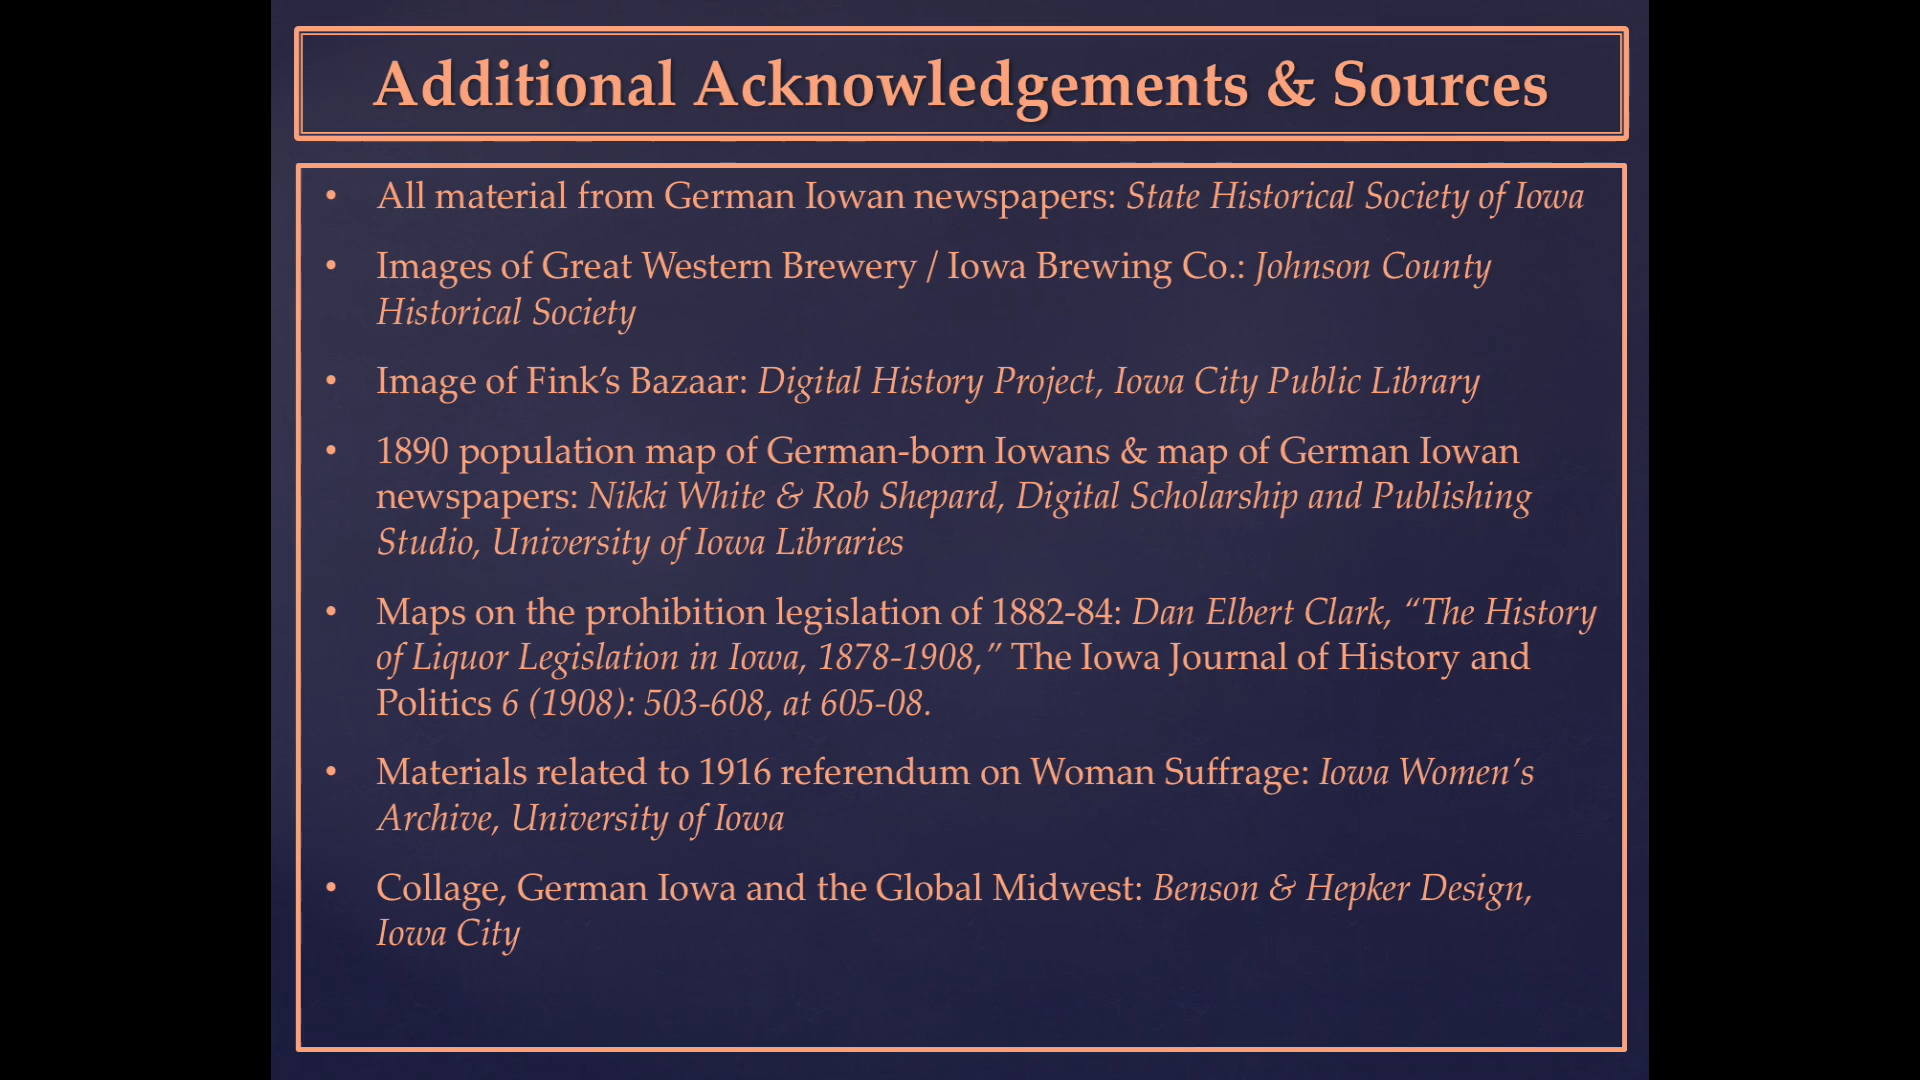 Additional Acknowledgements & Sources
• All material from German Iowan newspapers: State Historical Society of Iowa
• Images of Great Western Brewery / Iowa Brewing Co.: Johnson County
Historical Society
• Image of Fink’s Bazaar: Digital History Project, Iowa City Public Library
• 1890 population map of German-born Iowans & map of German Iowan
newspapers: Nikki White & Rob Shepard, Digital Scholarship and Publishing
Studio, University of Iowa Libraries
• Maps on the prohibition legislation of 1882-84: Dan Elbert Clark, “The History
of Liquor Legislation in Iowa, 1878-1908,” The Iowa Journal of History and
Politics 6 (1908): 503-608, at 605-08.
• Materials related to 1916 referendum on Woman Suffrage: Iowa Women’s
Archive, University of Iowa
• Collage, German Iowa and the Global Midwest: Benson & Hepker Design,
Iowa City